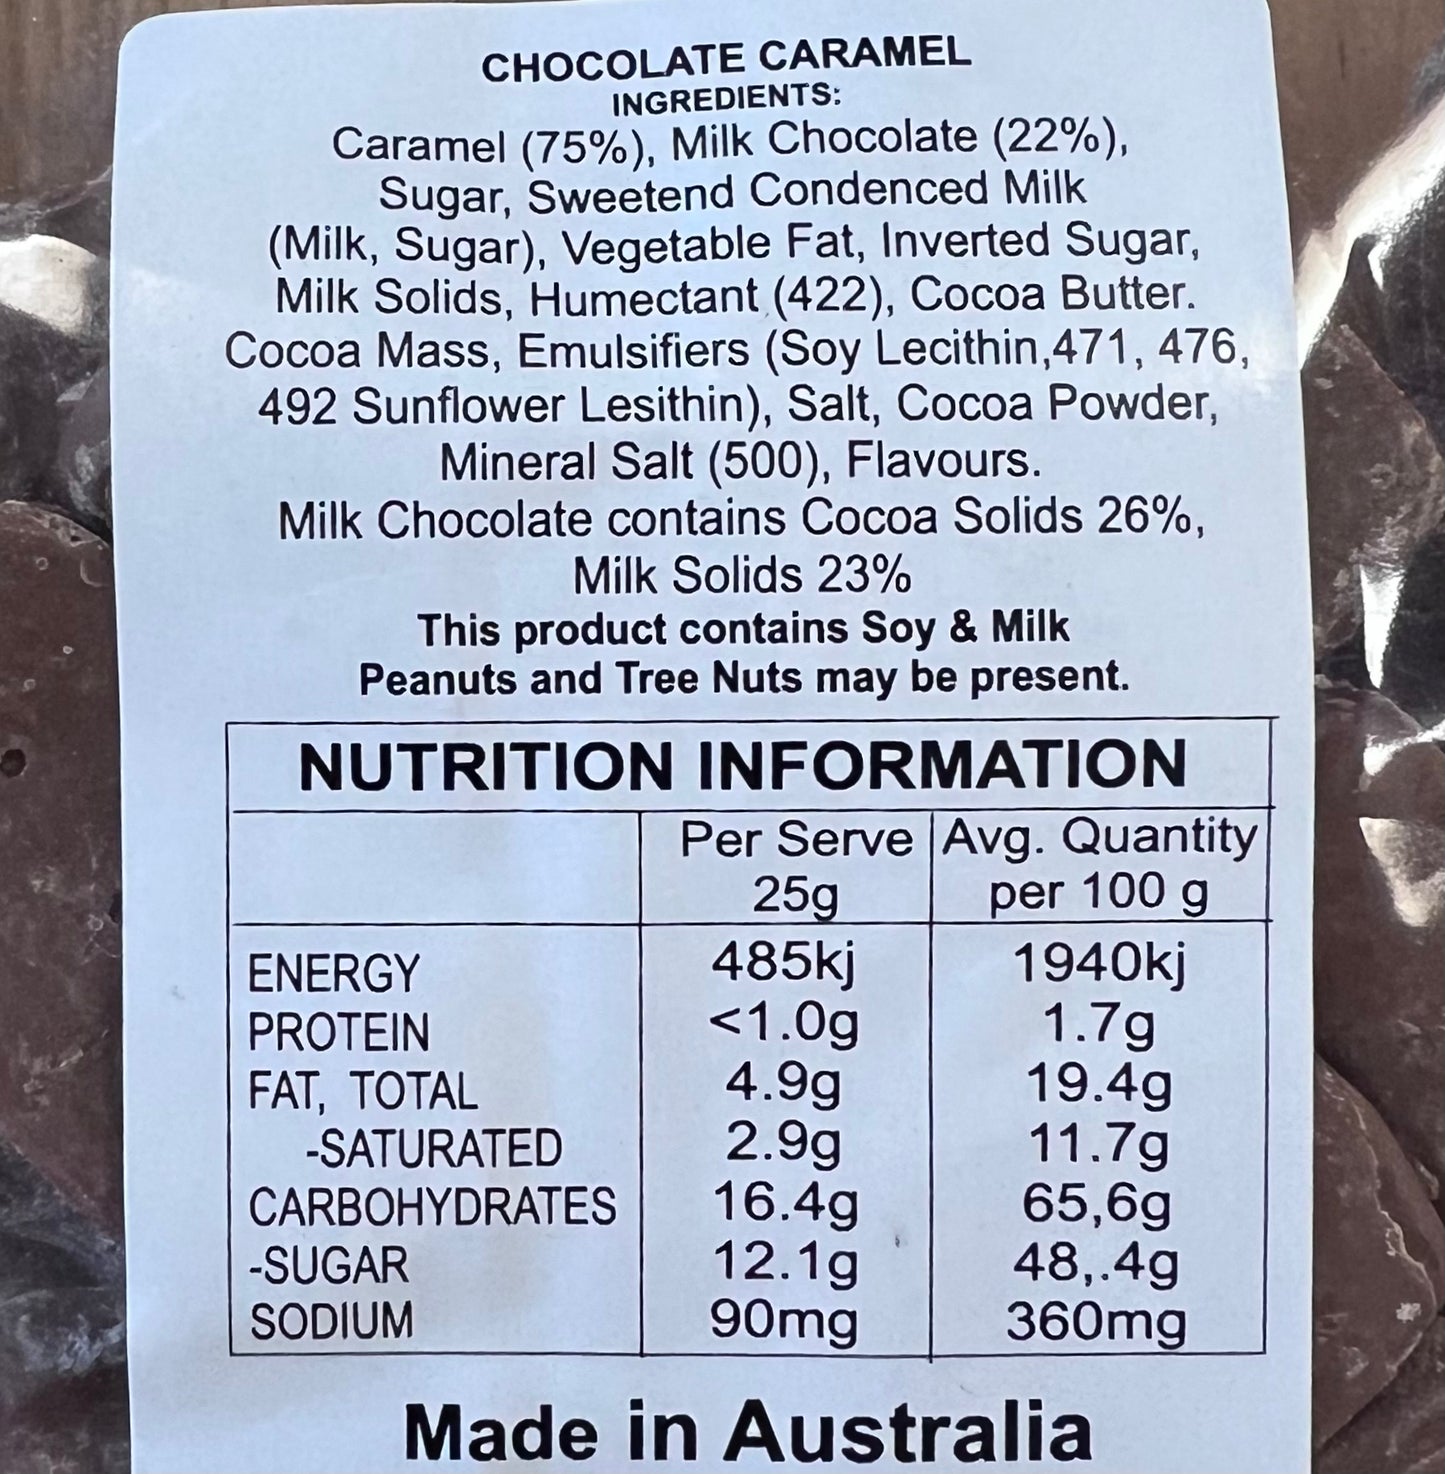 CHOCOLATE CARAMEL
INGREDIENTS:
Caramel (75%), Milk Chocolate (22%),
Sugar, Sweetend Condenced Milk
(Milk, Sugar), Vegetable Fat, Inverted Sugar,
Milk Solids, Humectant (422), Cocoa Butter.
Cocoa Mass, Emulsifiers (Soy Lecithin,471, 476,
492 Sunflower Lesithin), Salt, Cocoa Powder,
Mineral Salt (500), Flavours.
Milk Chocolate contains Cocoa Solids 26%,
Milk Solids 23%
This product contains Soy & Milk
Peanuts and Tree Nuts may be present.
NUTRITION INFORMATION
Per Serve Avg. Quantity
25g per 100 g
ENERGY 485kj 1940kj
PROTEIN <1.0g 1.7g
FAT, TOTAL 4.9g 19.4g
-SATURATED 2.9g 11.7g
CARBOHYDRATES 16.4g 65,6g
-SUGAR 12.1g 48,.4g
SODIUM 90mg 360mg
Made in Australia